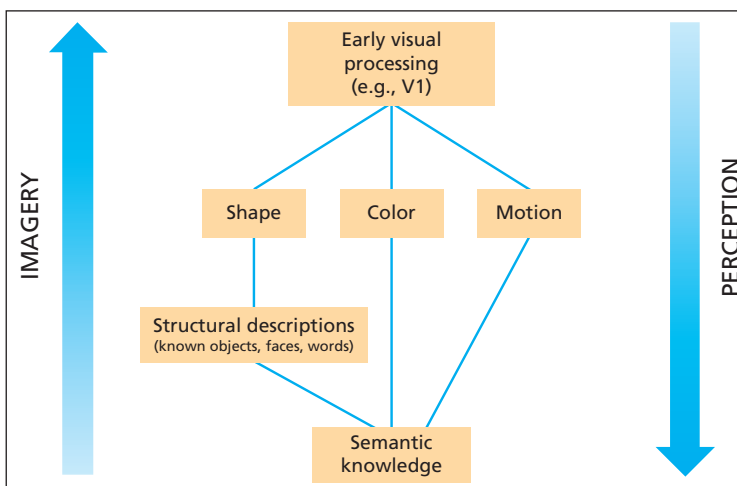 Early visual
processing
(e.g., V1)
IMAGERY
PERCEPTION
Shape
Color
Motion
Structural descriptions
(known objects, faces, words)
Semantic
knowledge